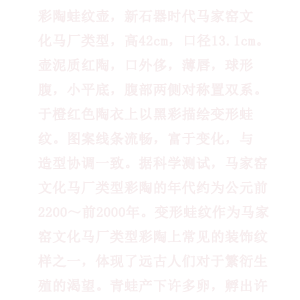 彩陶蛙纹壶，新石器时代马家窑文
化马厂类型，高42cm，口径13.1cm。
壶泥质红陶，口外侈，薄唇，球形
腹，小平底，腹部两侧对称置双系。
于橙红色陶衣上以黑彩描绘变形蛙
纹。图案线条流畅，富于变化，与
造型协调一致。据科学测试，马家窑
文化马厂类型彩陶的年代约为公元前
2200～前2000年。变形蛙纹作为马家
窑文化马厂类型彩陶上常见的装饰纹
样之一，体现了远古人们对于繁衍生
殖的渴望。青蛙产下许多卵，孵出许